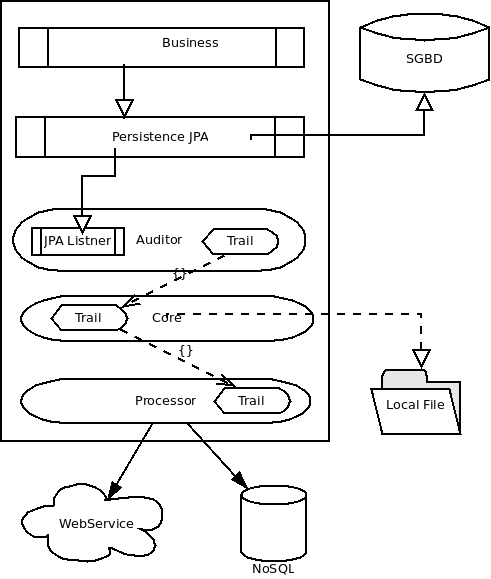 Business
SGBD
Persistence JPA
JPA Listner
Auditor
Trail
{}
Trail
Core
{}
Local File
Processor
Trail
WebService
NoSQL